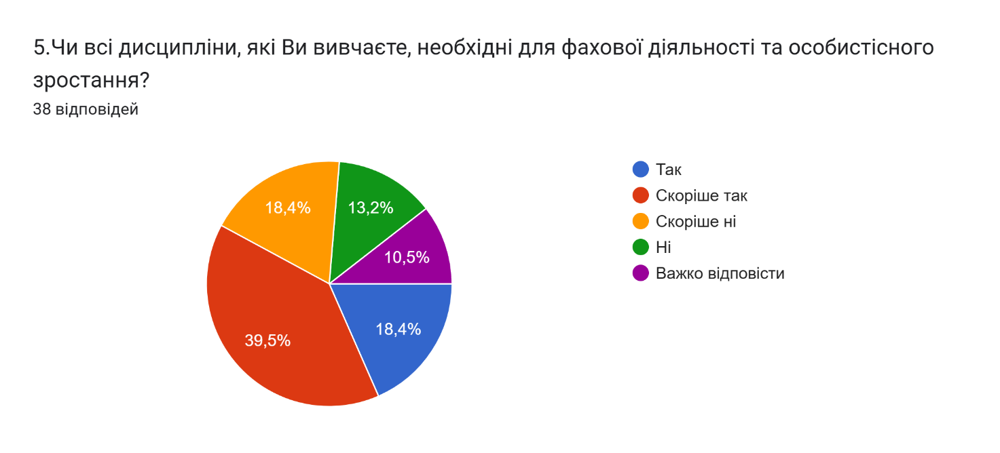 5.Чи всі дисципліни, які Ви вивчаєте, необхідні для фахової діяльності та особистісного
зростання?
38 відповідей
18,4%
13,2%
10,5%
39,5%
18,4%
Так
Скоріше так
Скоріше ні
Ні
Важко відповісти